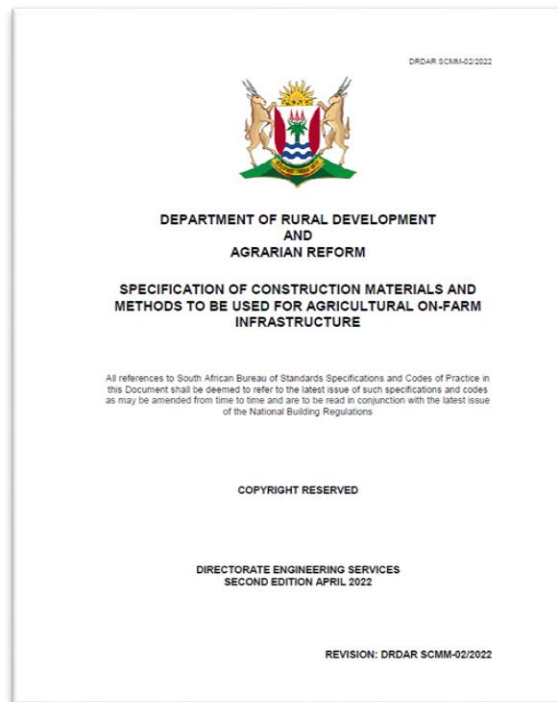 DRDAR SCMM-02/2022
DEPARTMENT OF RURAL DEVELOPMENT
AND
AGRARIAN REFORM
SPECIFICATION OF CONSTRUCTION MATERIALS AND
METHODS TO BE USED FOR AGRICULTURAL ON-FARM
INFRASTRUCTURE
All references to South African Bureau of Standards Specifications and Codes of Practice in
this Document shall be deemed to refer to the latest issue of such specifications and codes
as may be amended from time to time and are to be read in conjunction with the latest issue
of the National Building Regulations
COPYRIGHT RESERVED
DIRECTORATE ENGINEERING SERVICES
SECOND EDITION APRIL 2022
REVISION: DRDAR SCMM-02/2022